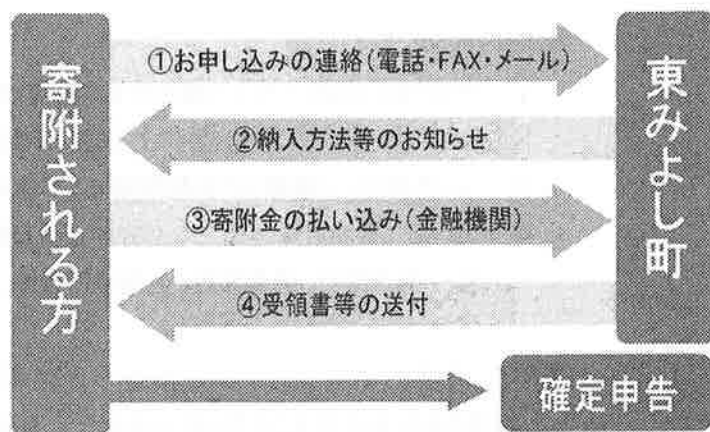 寄附される方
①お申し込みの連絡(電話・FAX・メール)
②納入方法等のお知らせ
③寄附金の払い込み(金融機関)
④受領書等の送付
東みよし町
確定申告